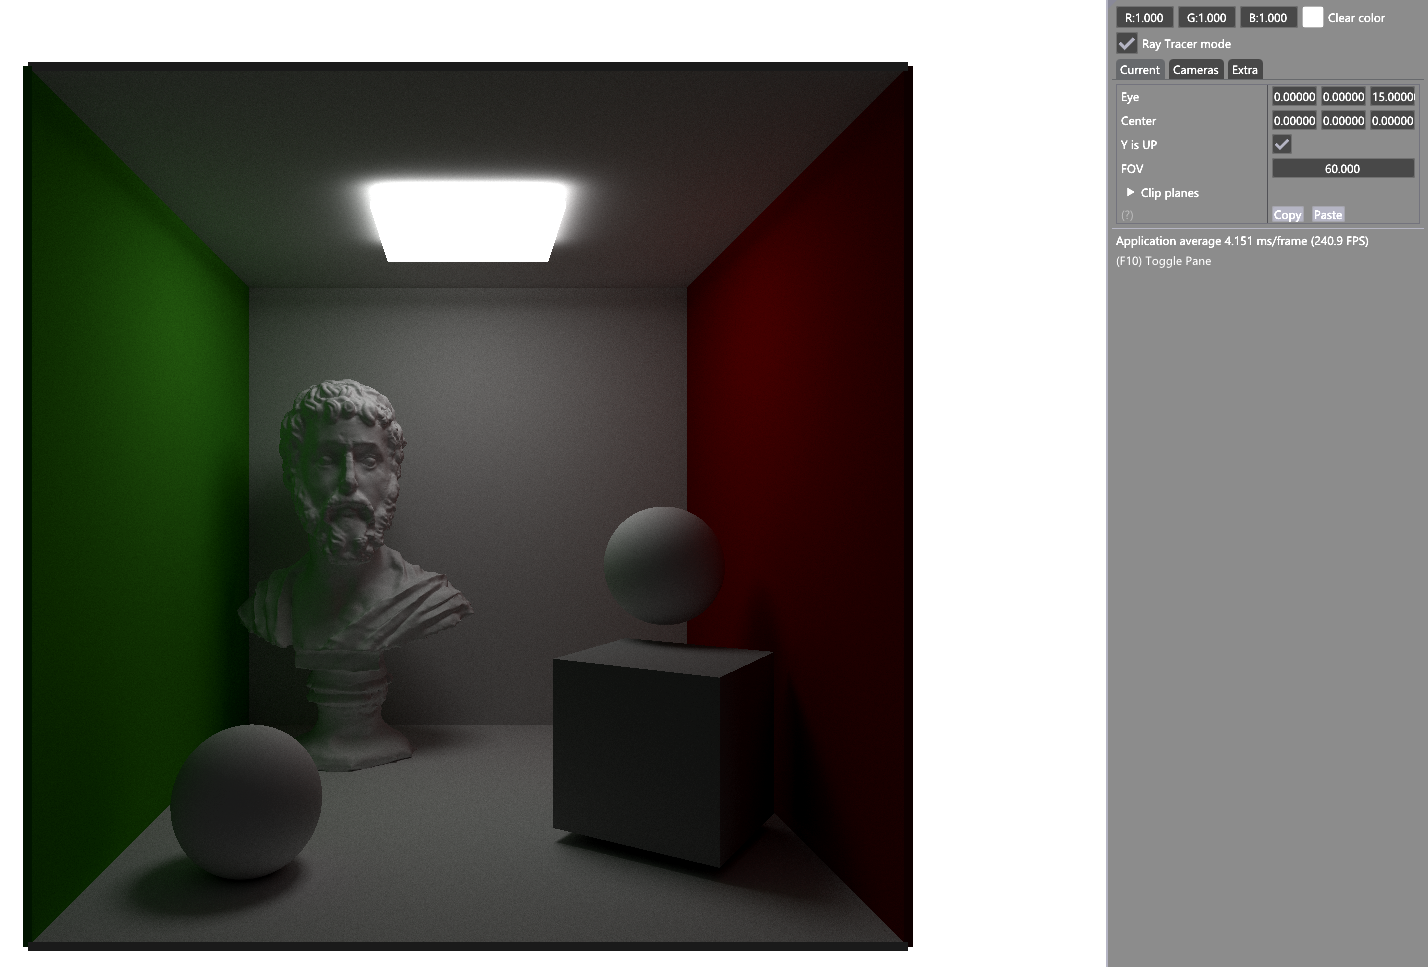 R:1.000 G:1.000 B:1.000 Clear color
Ray Tracer mode
Current Cameras Extra
Eye 0.00000 0.00000 15.0000
Center 0.00000 0.00000 0.00000
Y is UP
FOV 60.000
Clip planes
(?) Copy Paste
Application average 4.151 ms/frame (240.9 FPS)
(F10) Toggle Pane